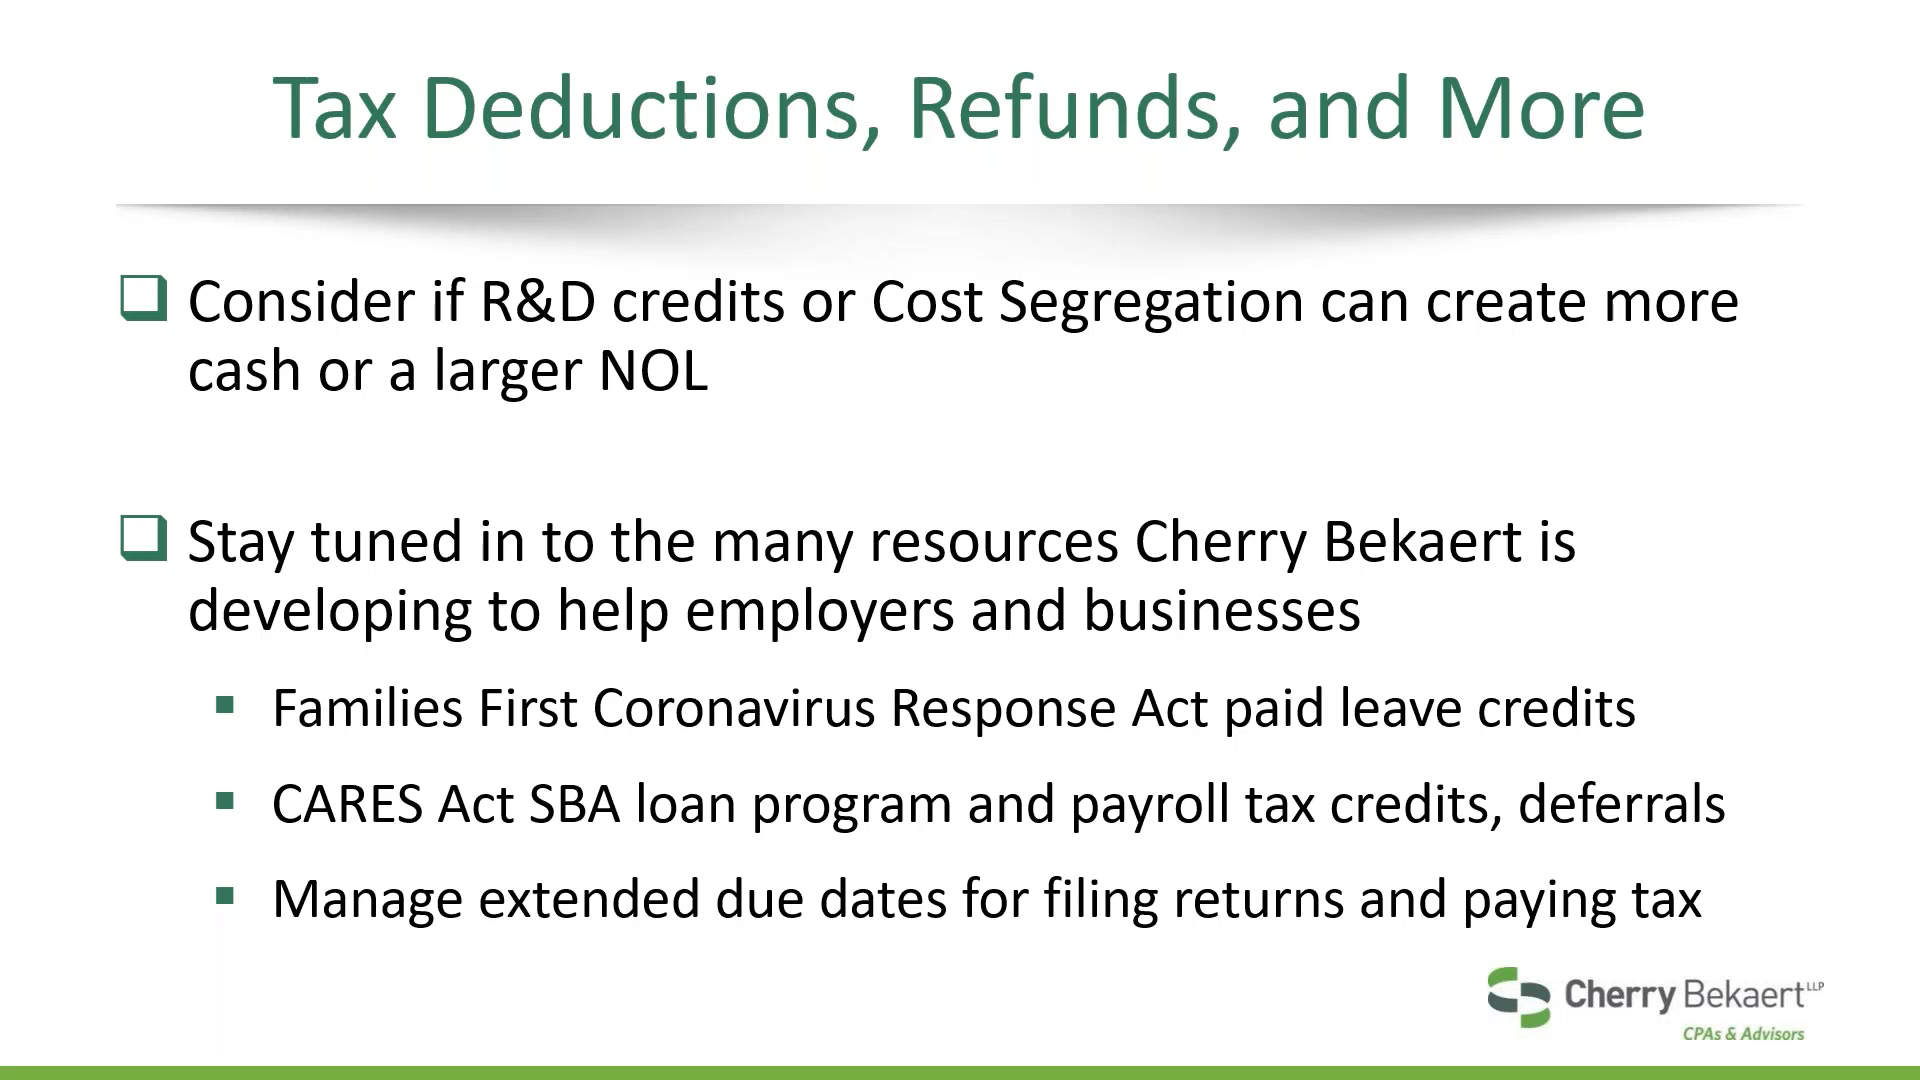 Tax Deductions, Refunds, and More
Consider if R&D credits or Cost Segregation can create more
cash or a larger NOL
Stay tuned in to the many resources Cherry Bekaert is
developing to help employers and businesses
Families First Coronavirus Response Act paid leave credits
CARES Act SBA loan program and payroll tax credits, deferrals
Manage extended due dates for filing returns and paying tax
Cherry Bekaert LLP
CPAs & Advisors